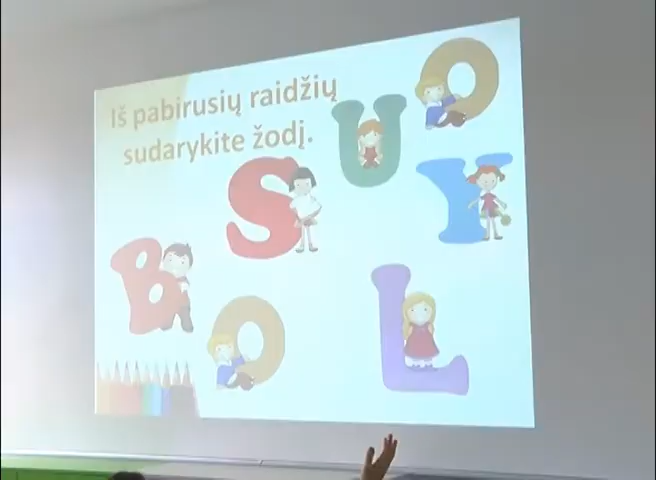 Iš pabirusių raidžių
sudarykite žodį.
O
U
S
Y
B
O
L